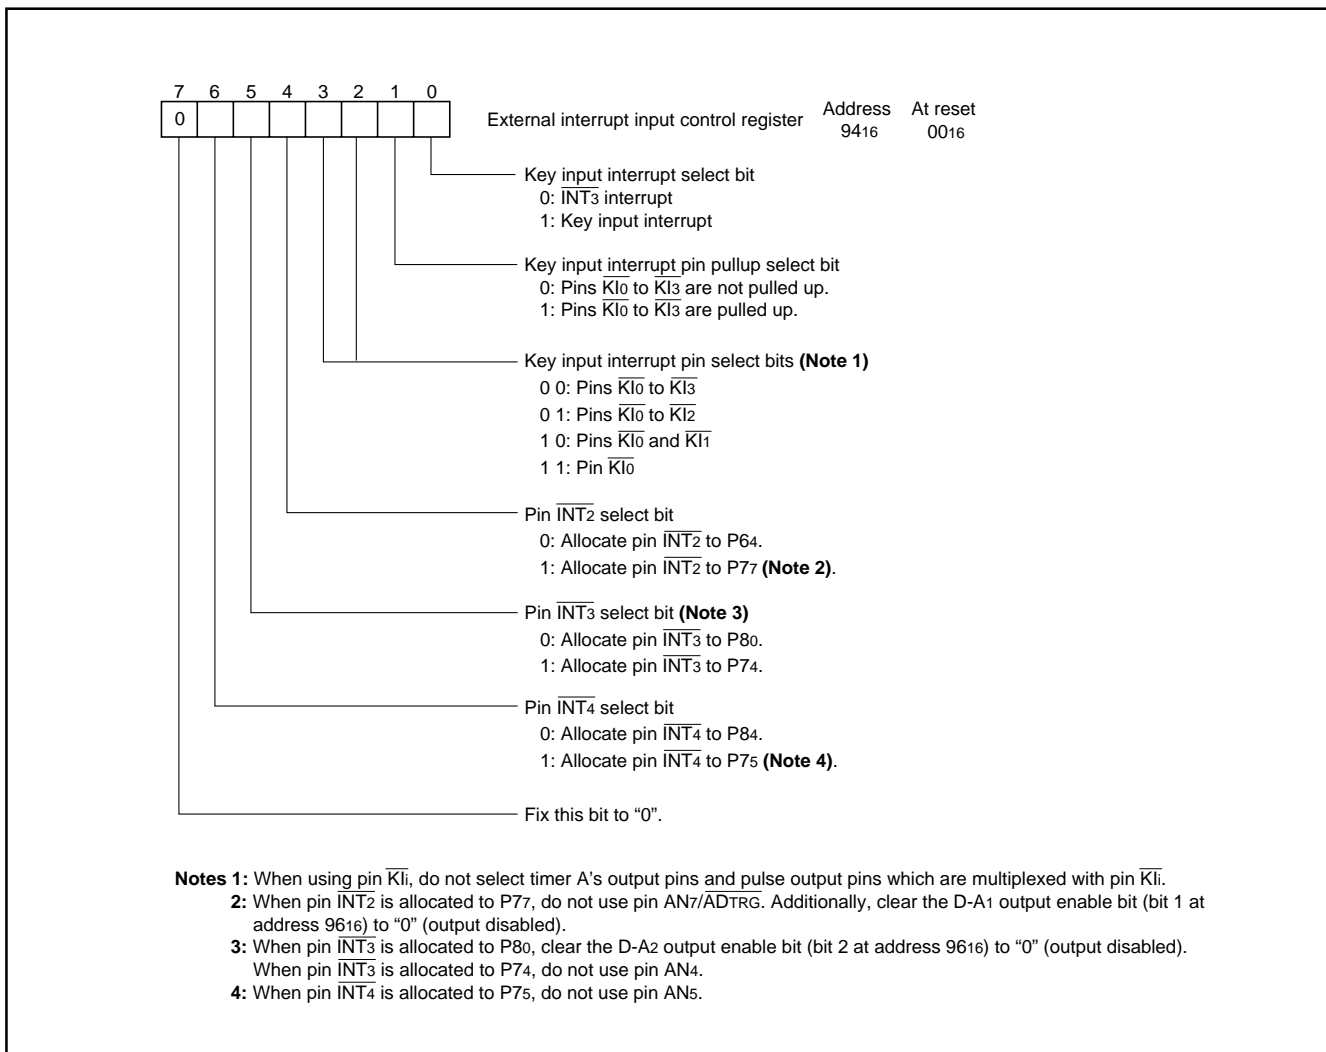 7 6 5 4 3 2 1 0
0
External interrupt input control register
Address
9416
At reset
0016
Key input interrupt select bit
0: INT3 interrupt
1: Key input interrupt
Key input interrupt pin pullup select bit
0: Pins KI0 to KI3 are not pulled up.
1: Pins KI0 to KI3 are pulled up.
Key input interrupt pin select bits (Note 1)
0 0: Pins KI0 to KI3
0 1: Pins KI0 to KI2
1 0: Pins KI0 and KI1
1 1: Pin KI0
Pin INT2 select bit
0: Allocate pin INT2 to P64.
1: Allocate pin INT2 to P77 (Note 2).
Pin INT3 select bit (Note 3)
0: Allocate pin INT3 to P80.
1: Allocate pin INT3 to P74.
Pin INT4 select bit
0: Allocate pin INT4 to P84.
1: Allocate pin INT4 to P75 (Note 4).
Fix this bit to “0”.
Notes 1: When using pin KIi, do not select timer A’s output pins and pulse output pins which are multiplexed with pin KIi.
2: When pin INT2 is allocated to P77, do not use pin AN7/ADTRG. Additionally, clear the D-A1 output enable bit (bit 1 at
address 9616) to “0” (output disabled).
3: When pin INT3 is allocated to P80, clear the D-A2 output enable bit (bit 2 at address 9616) to “0” (output disabled).
When pin INT3 is allocated to P74, do not use pin AN4.
4: When pin INT4 is allocated to P75, do not use pin AN5.